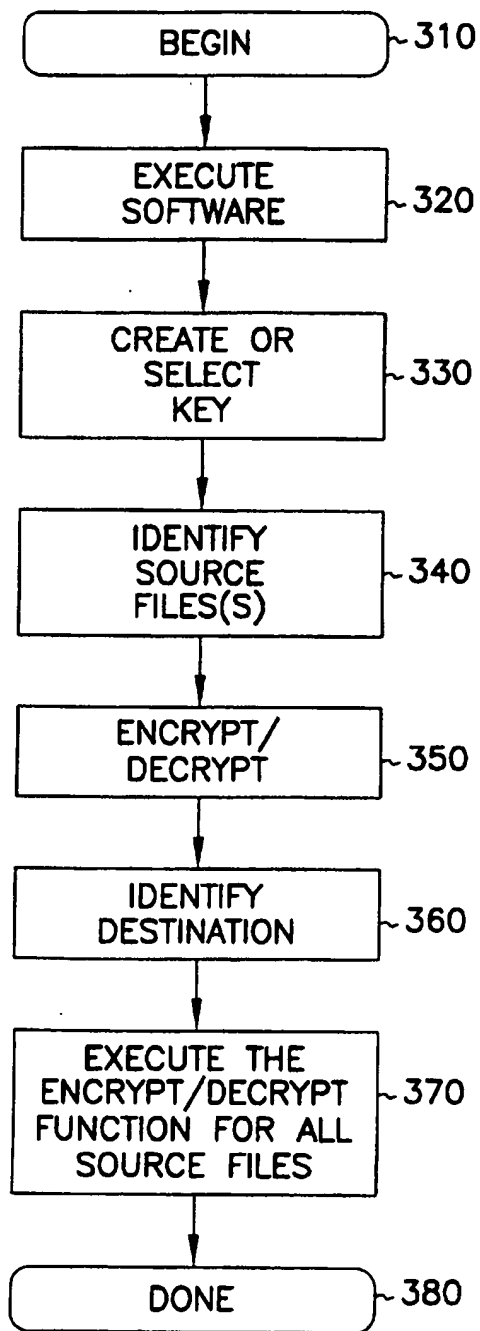 BEGIN
310
EXECUTE
SOFTWARE
320
CREATE OR
SELECT
KEY
330
IDENTIFY
SOURCE
FILES(S)
340
ENCRYPT/
DECRYPT
350
IDENTIFY
DESTINATION
360
EXECUTE THE
ENCRYPT/DECRYPT
FUNCTION FOR ALL
SOURCE FILES
370
DONE
380